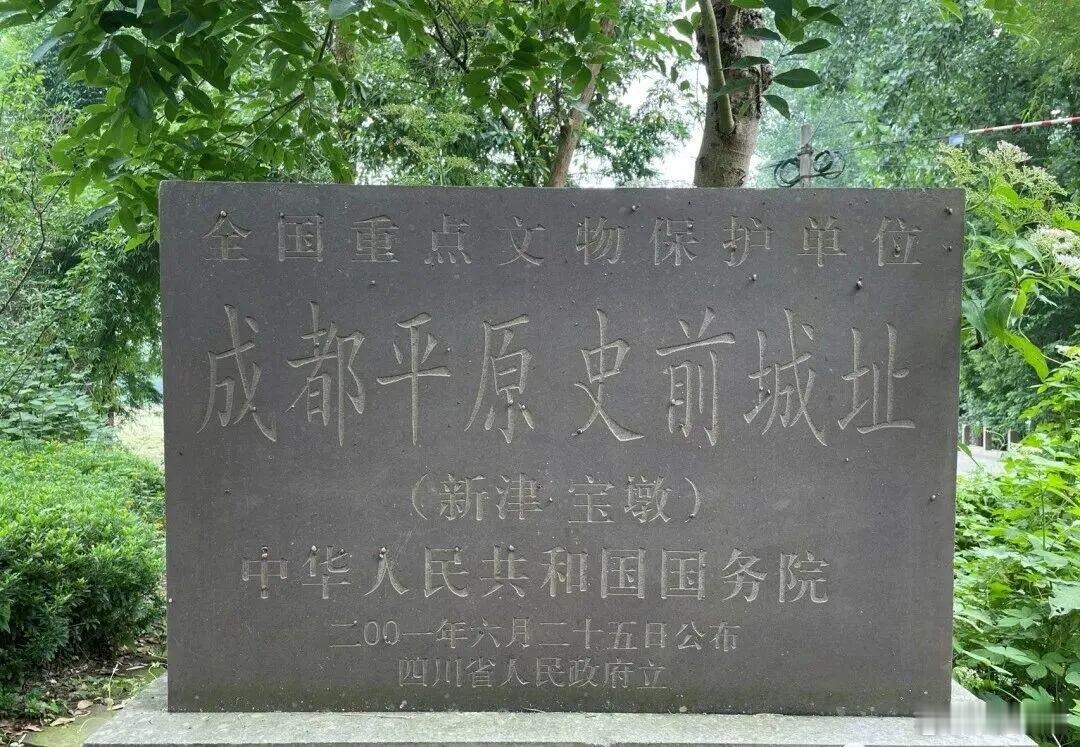 全国重点文物保护单位
成都平原史前城址
（新津 宝墩）
中华人民共和国国务院
二00一年六月二十五日公布
四川省人民政府立